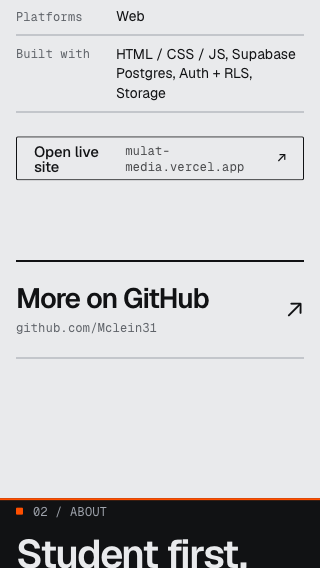 Platforms Web
Built with HTML / CSS / JS, Supabase
Postgres, Auth + RLS,
Storage
Open live
site
mulat-
media.vercel.app ↗
More on GitHub ↗
github.com/Mclein31
02 / ABOUT
Student first.